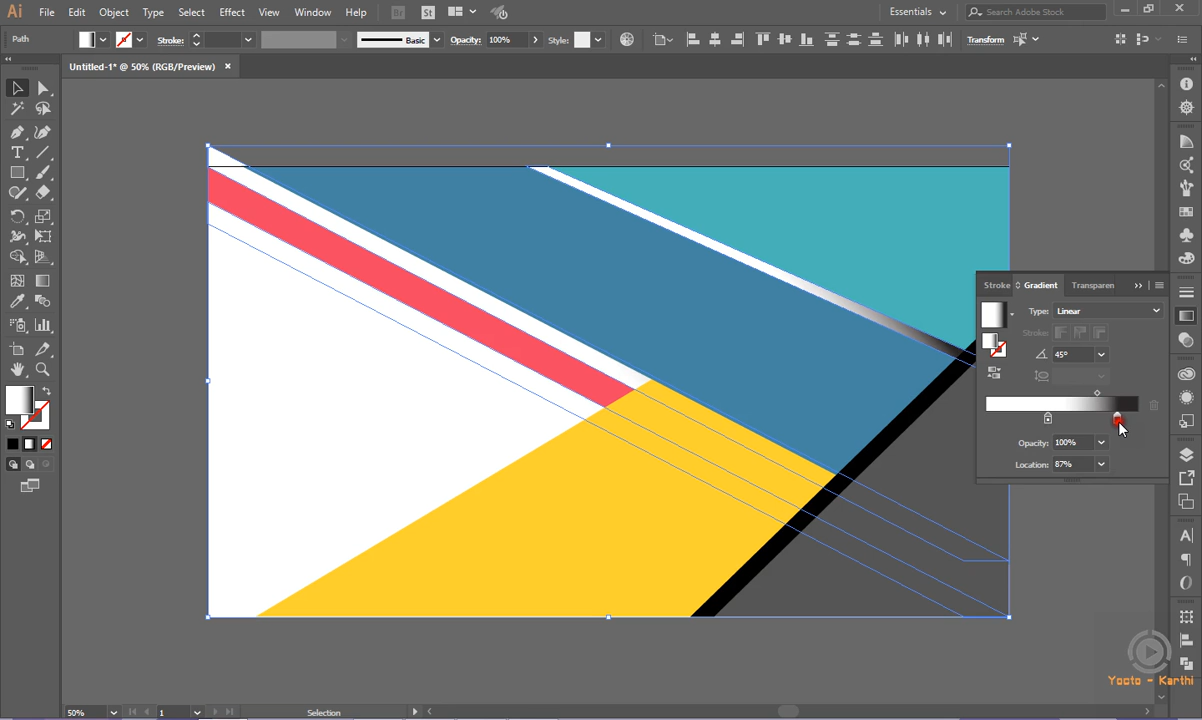 Ai File Edit Object Type Select Effect View Window Help Br St Essentials Search Adobe Stock
Path Stroke: Basic Opacity: 100% Style: Transform
Untitled-1* @ 50% (RGB/Preview)
Stroke Gradient Transparen
Type: Linear
Stroke:
45°
Opacity: 100%
Location: 87%
Yooto - Karthi
50% 1 Selection